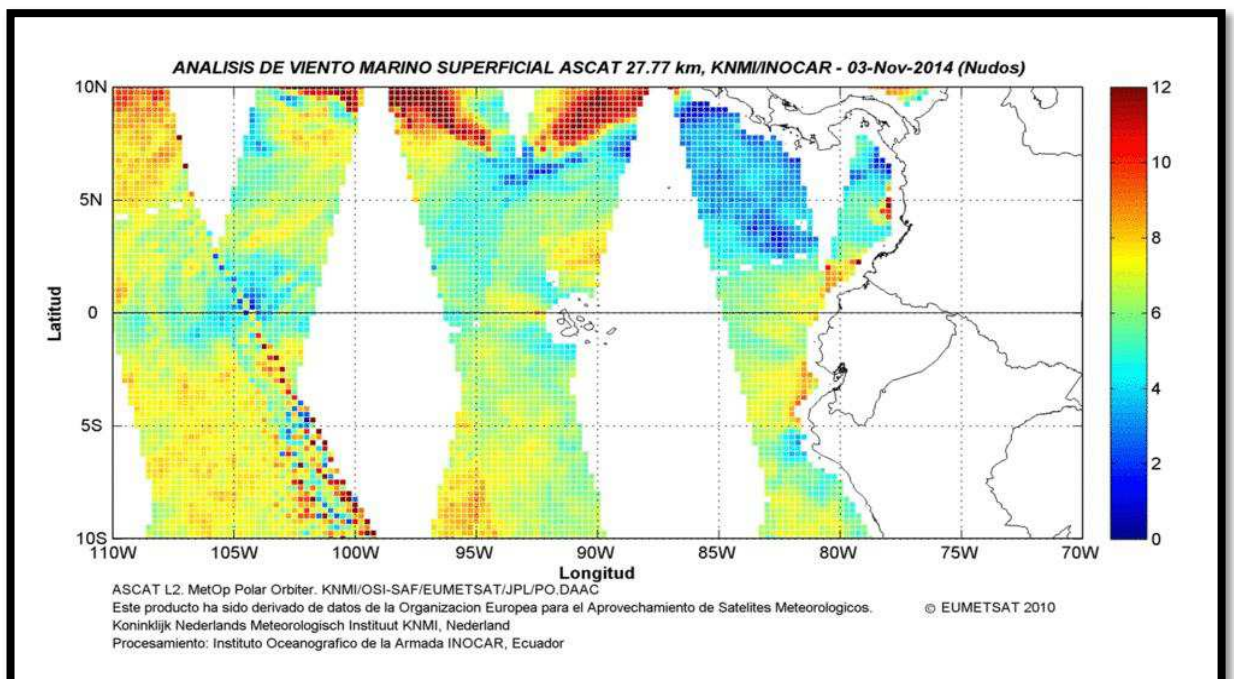 ANALISIS DE VIENTO MARINO SUPERFICIAL ASCAT 27.77 km, KNMI/INOCAR - 03-Nov-2014 (Nudos)
10N
5N
0
5S
10S
Latitud
110W 105W 100W 95W 90W 85W 80W 75W 70W
Longitud
12
10
8
6
4
2
0
ASCAT L2. MetOp Polar Orbiter. KNMI/OSI-SAF/EUMETSAT/JPL/PO.DAAC
Este producto ha sido derivado de datos de la Organizacion Europea para el Aprovechamiento de Satelites Meteorologicos. © EUMETSAT 2010
Koninklijk Nederlands Meteorologisch Instituut KNMI, Nederland
Procesamiento: Instituto Oceanografico de la Armada INOCAR, Ecuador